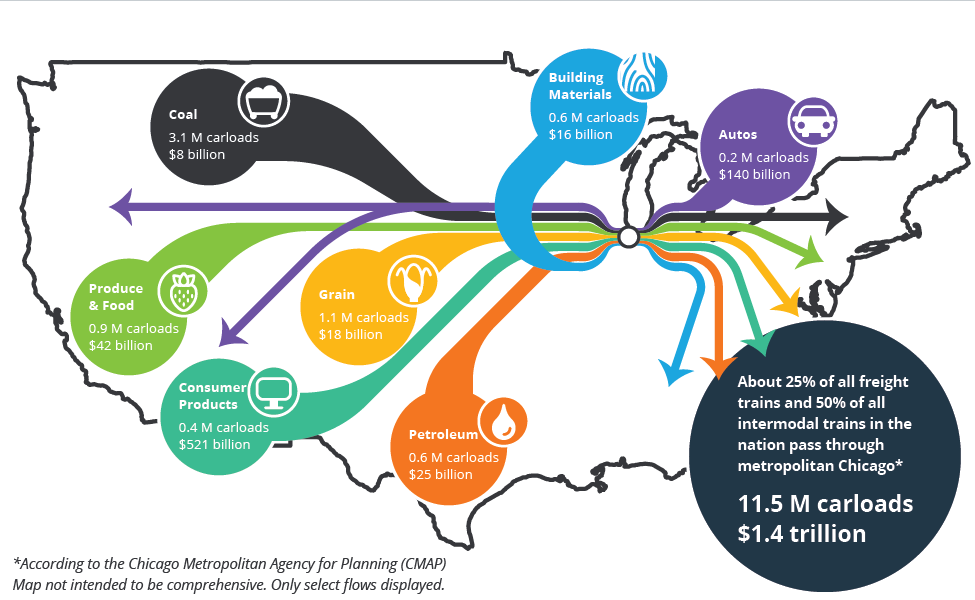 Coal
3.1 M carloads
$8 billion
Building
Materials
0.6 M carloads
$16 billion
Autos
0.2 M carloads
$140 billion
Produce
& Food
0.9 M carloads
$42 billion
Grain
1.1 M carloads
$18 billion
Consumer
Products
0.4 M carloads
$521 billion
Petroleum
0.6 M carloads
$25 billion
About 25% of all freight
trains and 50% of all
intermodal trains in the
nation pass through
metropolitan Chicago*
11.5 M carloads
$1.4 trillion
*According to the Chicago Metropolitan Agency for Planning (CMAP)
Map not intended to be comprehensive. Only select flows displayed.